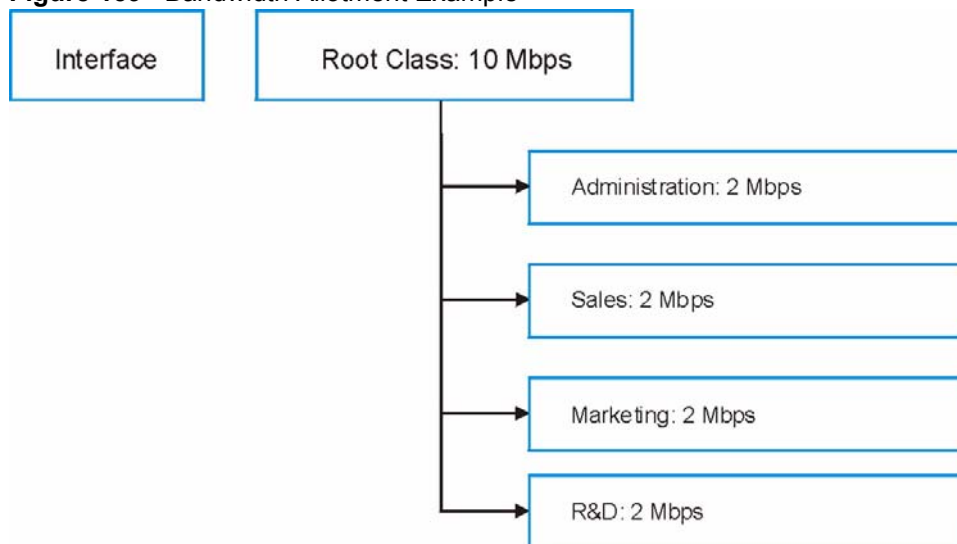 Interface
Root Class: 10 Mbps
Administration: 2 Mbps
Sales: 2 Mbps
Marketing: 2 Mbps
R&D: 2 Mbps